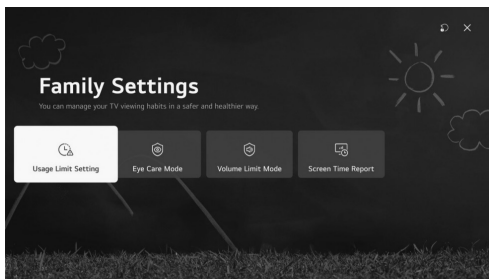 Family Settings
You can manage your TV viewing habits in a safer and healthier way.
Usage Limit Setting
Eye Care Mode
Volume Limit Mode
Screen Time Report